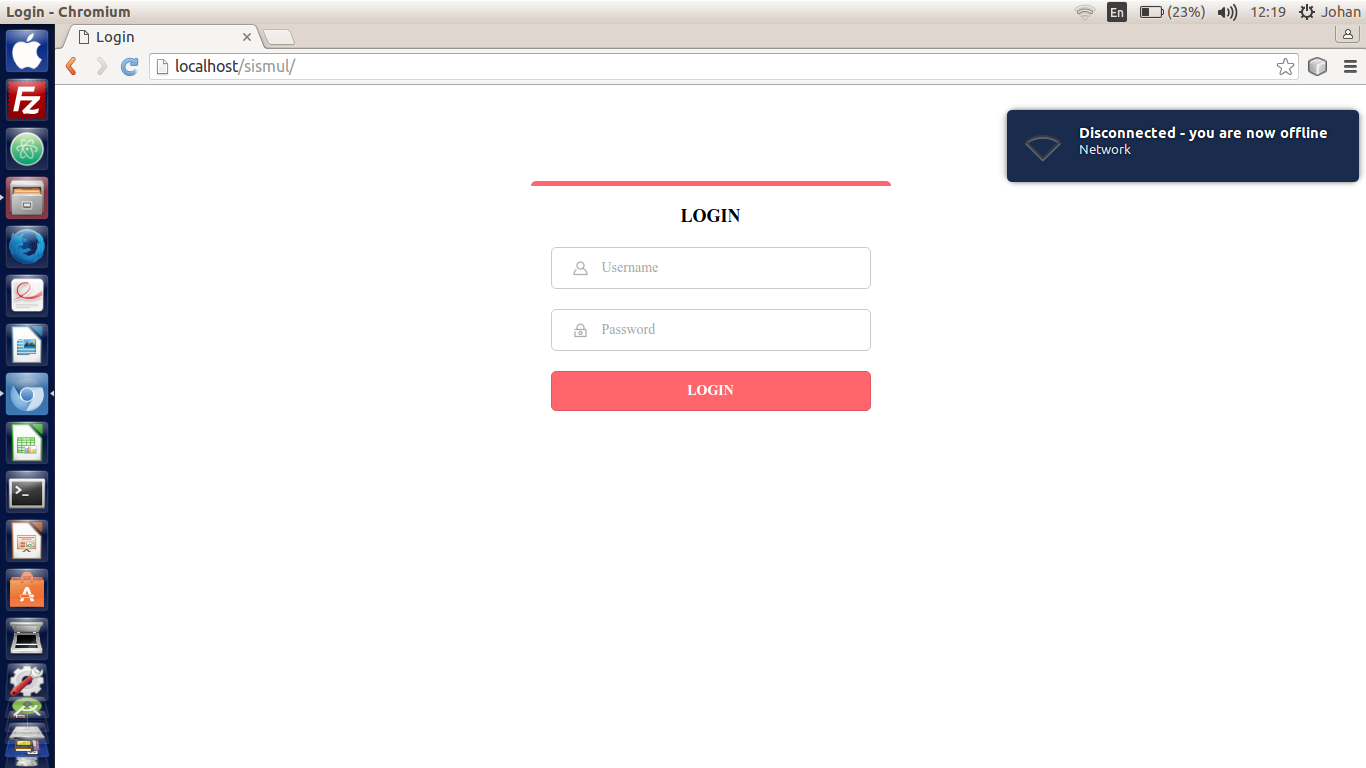 Login - Chromium
En
(23%)
12:19
Johan
Login
localhost/sismul/
Disconnected - you are now offline
Network
LOGIN
Username
Password
LOGIN
Fz
A
>_